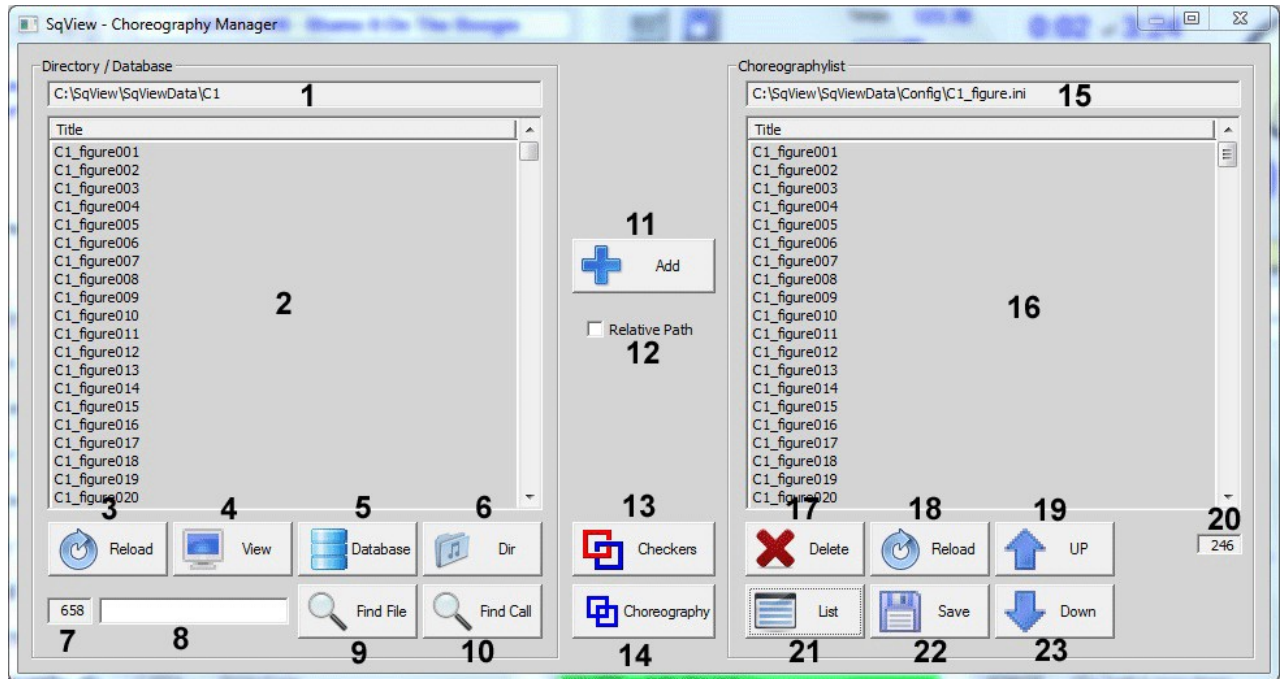 SqView - Choreography Manager
Directory / Database
C:\SqView\SqViewData\C1
1
Title
C1_figure001
C1_figure002
C1_figure003
C1_figure004
C1_figure005
C1_figure006
C1_figure007
C1_figure008
C1_figure009
C1_figure010
C1_figure011
C1_figure012
C1_figure013
C1_figure014
C1_figure015
C1_figure016
C1_figure017
C1_figure018
C1_figure019
C1_figure020
2
3 4 5 6
Reload View Database Dir
658 Find File Find Call
7 8 9 10
11
Add
Relative Path
12
13
Checkers
Choreography
14
Choreographylist
C:\SqView\SqViewData\Config\C1_figure.ini 15
Title
C1_figure001
C1_figure002
C1_figure003
C1_figure004
C1_figure005
C1_figure006
C1_figure007
C1_figure008
C1_figure009
C1_figure010
C1_figure011
C1_figure012
C1_figure013
C1_figure014
C1_figure015
C1_figure016
C1_figure017
C1_figure018
C1_figure019
C1_figure020
16
17 18 19 20
Delete Reload UP 246
List Save Down
21 22 23